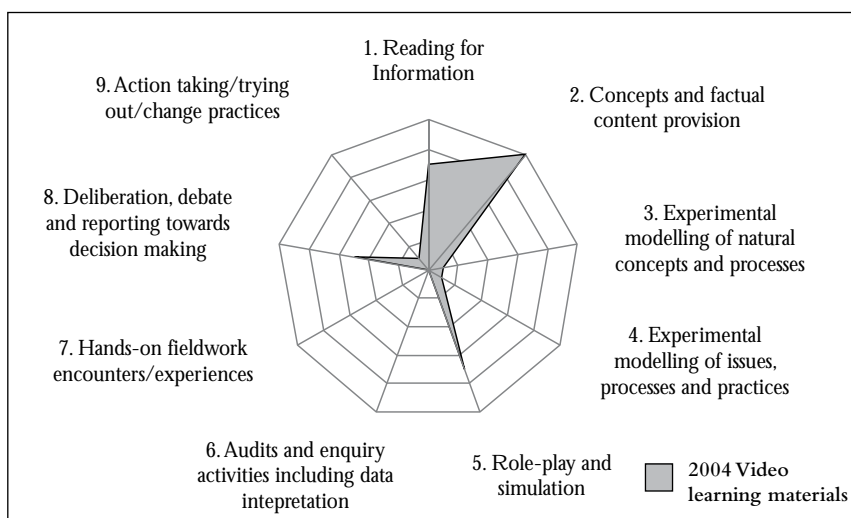 1. Reading for
Information
2. Concepts and factual
content provision
3. Experimental
modelling of natural
concepts and processes
4. Experimental
modelling of issues,
processes and practices
5. Role-play and
simulation
6. Audits and enquiry
activities including data
intepretation
7. Hands-on fieldwork
encounters/experiences
8. Deliberation, debate
and reporting towards
decision making
9. Action taking/trying
out/change practices
2004 Video
learning materials